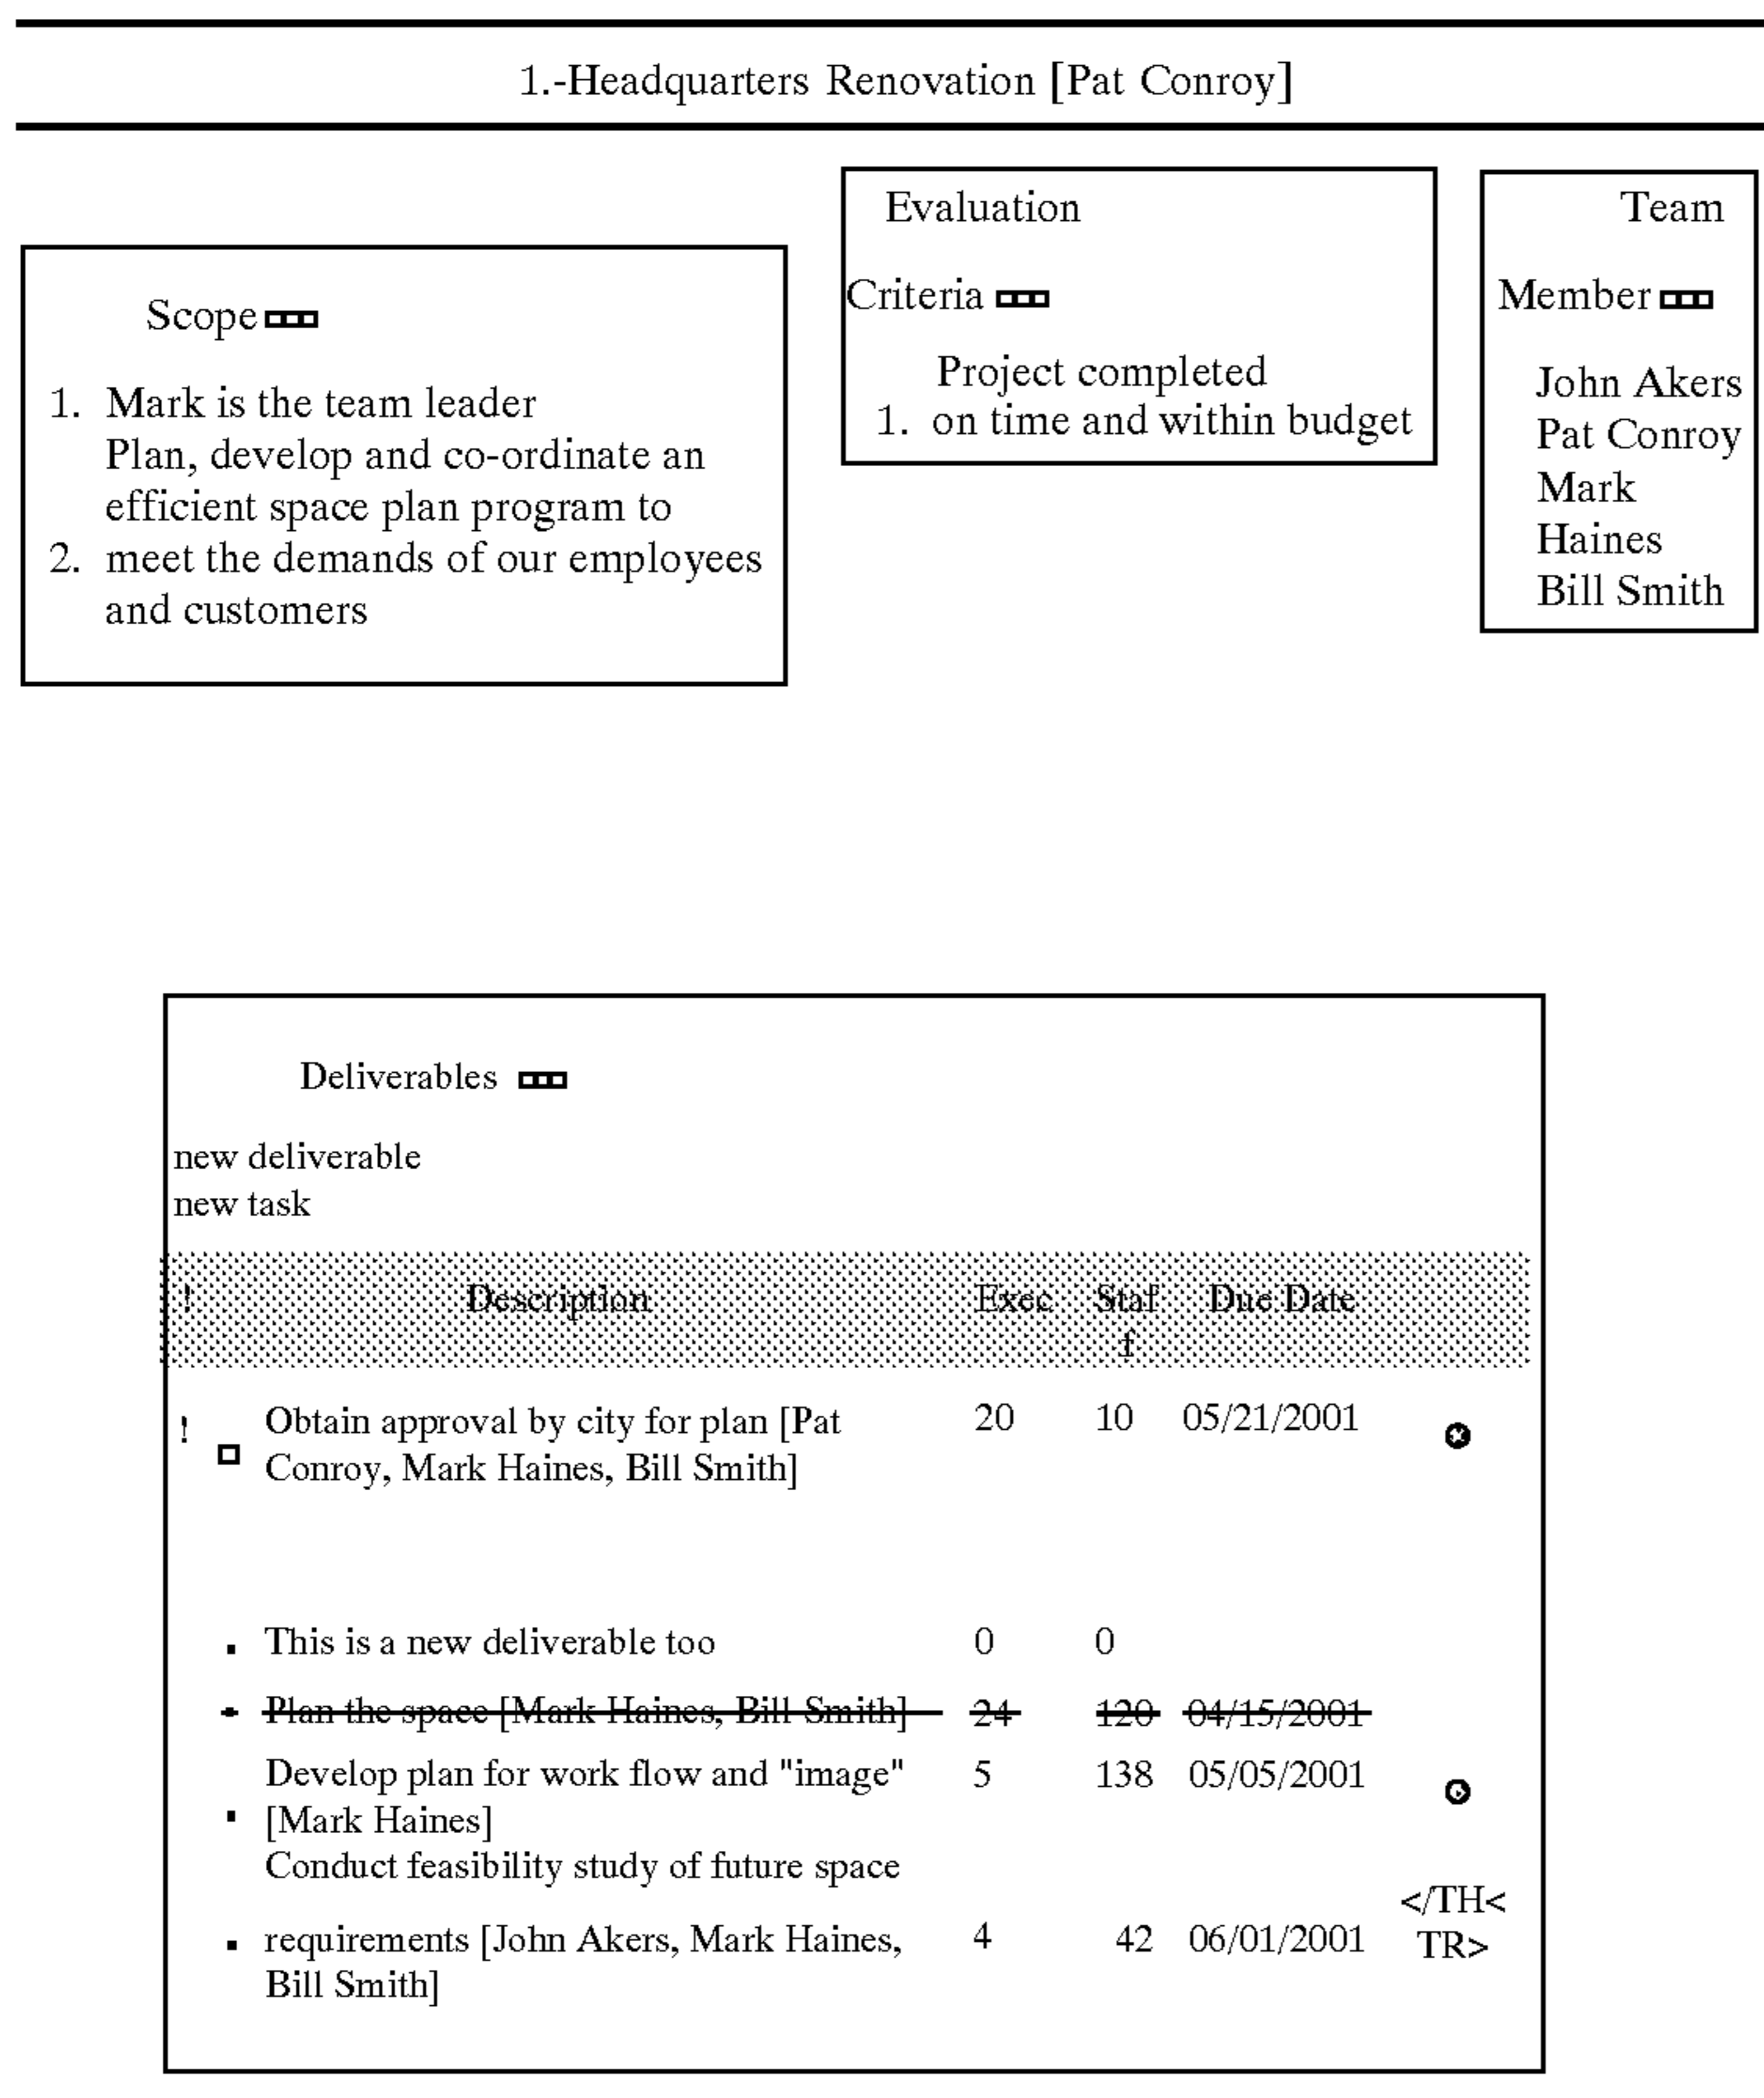 1.-Headquarters Renovation [Pat Conroy]
Scope
1. Mark is the team leader
Plan, develop and co-ordinate an
efficient space plan program to
2. meet the demands of our employees
and customers
Evaluation
Criteria
Project completed
1. on time and within budget
Team
Member
John Akers
Pat Conroy
Mark
Haines
Bill Smith
Deliverables
new deliverable
new task
! Description Exec Staf Due Date
f
! Obtain approval by city for plan [Pat 20 10 05/21/2001
Conroy, Mark Haines, Bill Smith]
This is a new deliverable too 0 0
Plan the space [Mark Haines, Bill Smith] 24 120 04/15/2001
Develop plan for work flow and "image" 5 138 05/05/2001
[Mark Haines]
Conduct feasibility study of future space
</TH<
requirements [John Akers, Mark Haines, 4 42 06/01/2001
TR>
Bill Smith]